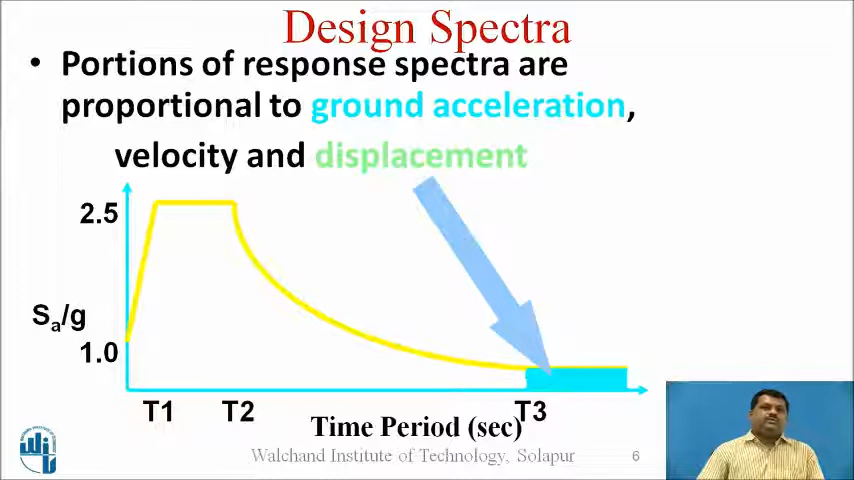 Design Spectra
• Portions of response spectra are
proportional to ground acceleration,
velocity and displacement
2.5
Sa/g
1.0
T1 T2 T3
Time Period (sec)
Walchand Institute of Technology, Solapur 6